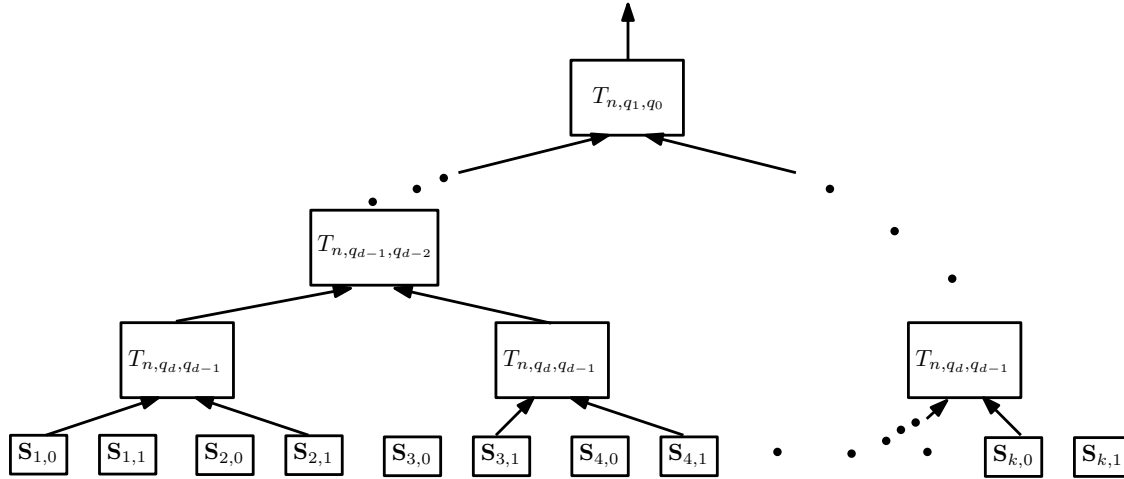 T_{n,q_1,q_0}
T_{n,q_{d-1},q_{d-2}}
T_{n,q_d,q_{d-1}} T_{n,q_d,q_{d-1}} T_{n,q_d,q_{d-1}}
S_{1,0} S_{1,1} S_{2,0} S_{2,1} S_{3,0} S_{3,1} S_{4,0} S_{4,1} S_{k,0} S_{k,1}